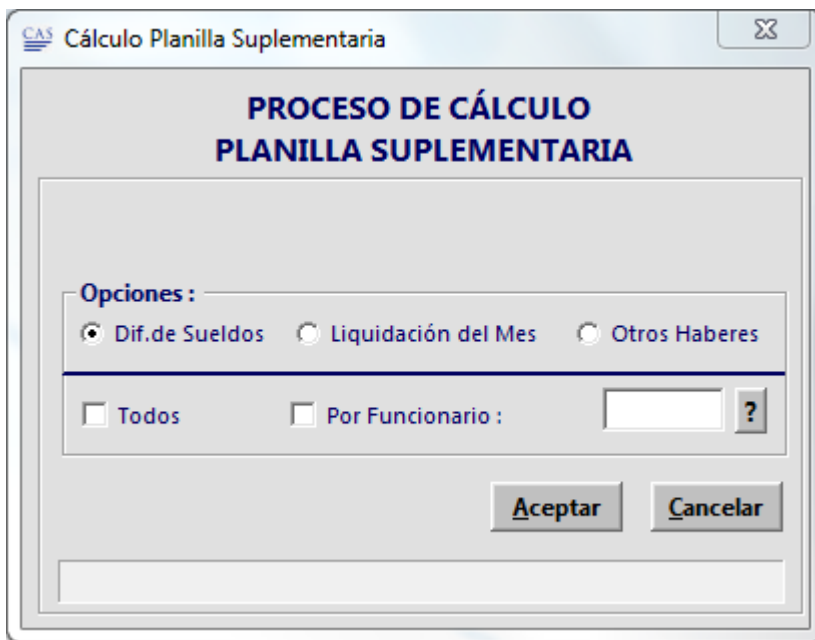 CAS Cálculo Planilla Suplementaria
PROCESO DE CÁLCULO
PLANILLA SUPLEMENTARIA
Opciones :
Dif.de Sueldos Liquidación del Mes Otros Haberes
Todos Por Funcionario : ?
Aceptar Cancelar